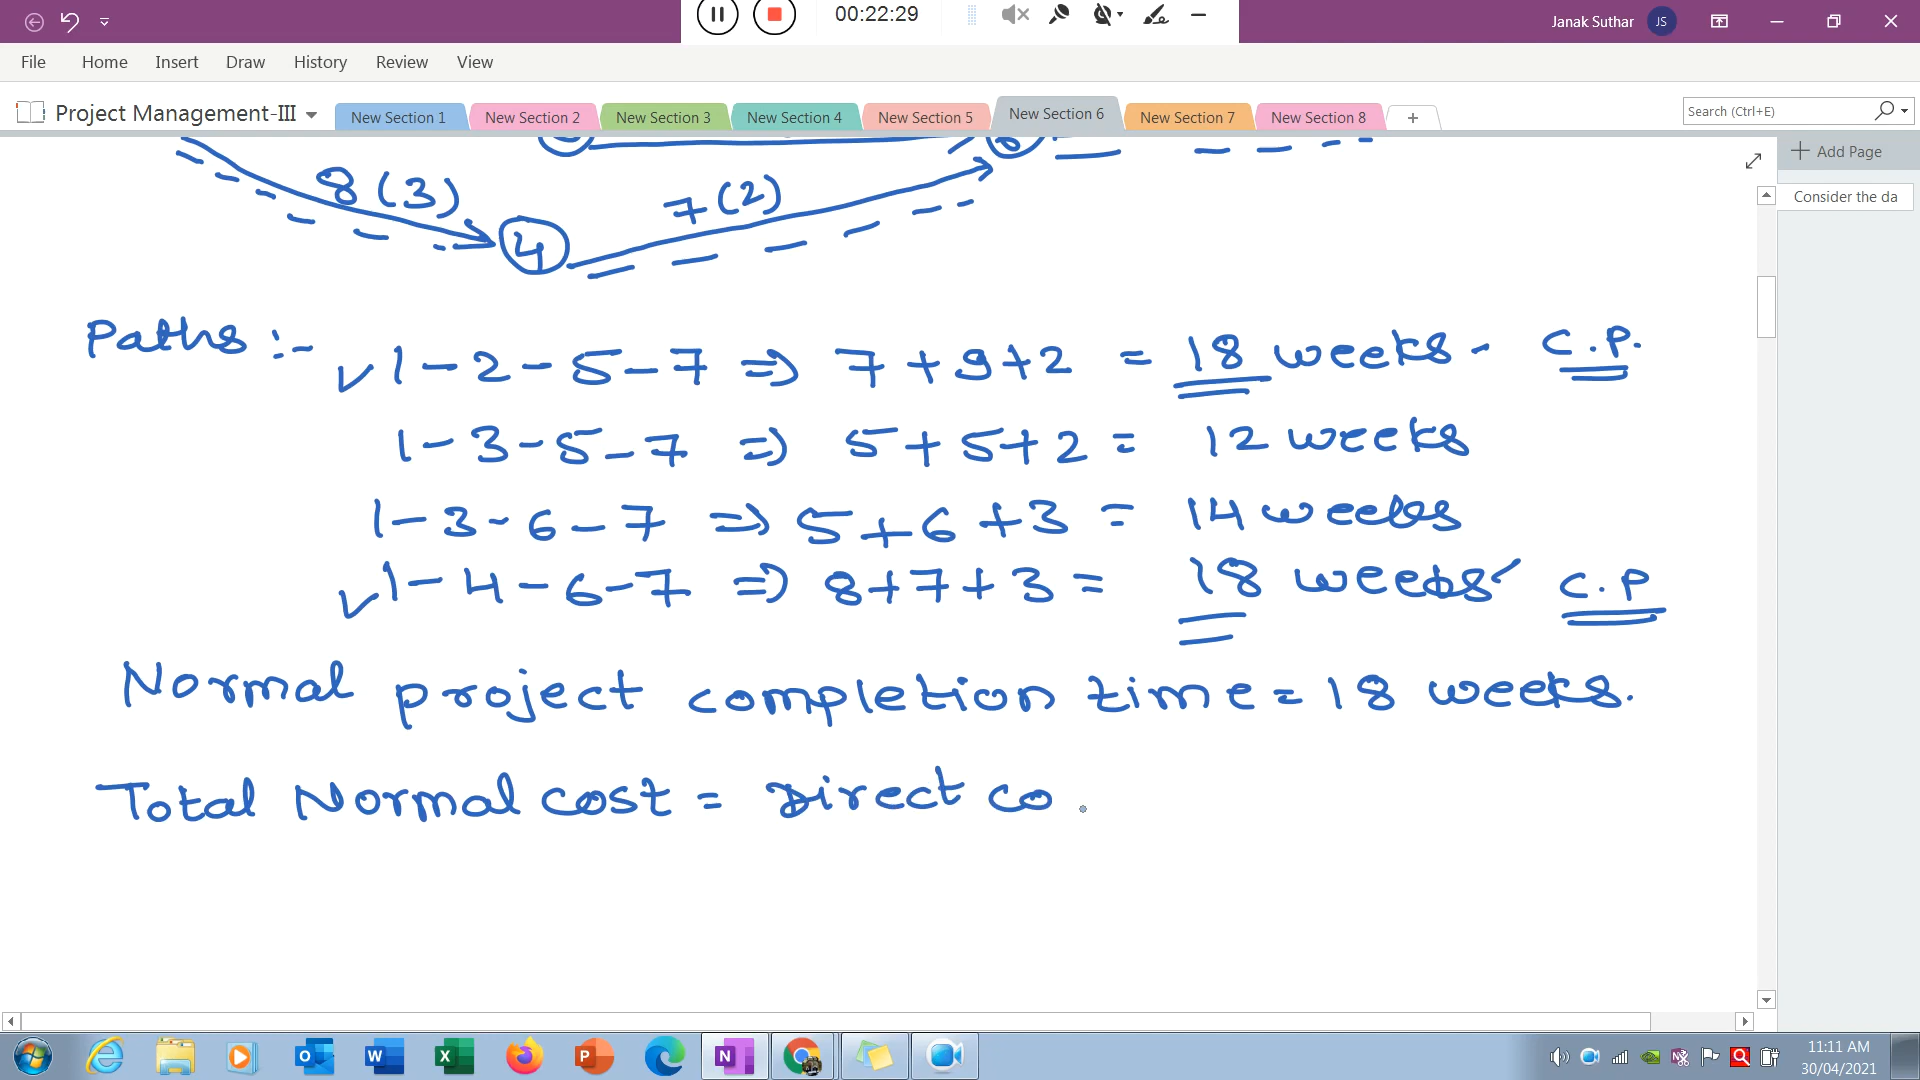 00:22:29
Janak Suthar JS
File Home Insert Draw History Review View
Project Management-III New Section 1 New Section 2 New Section 3 New Section 4 New Section 5 New Section 6 New Section 7 New Section 8 +
Search (Ctrl+E)
Add Page
Consider the da
8 (3)
7 (2)
4
6
Paths :-
1 - 2 - 5 - 7 ⇒ 7 + 9 + 2 = 18 weeks - C.P.
1 - 3 - 5 - 7 ⇒ 5 + 5 + 2 = 12 weeks
1 - 3 - 6 - 7 ⇒ 5 + 6 + 3 = 14 weeks
1 - 4 - 6 - 7 ⇒ 8 + 7 + 3 = 18 weeks C.P
Normal project completion time = 18 weeks.
Total Normal cost = Direct co
11:11 AM
30/04/2021